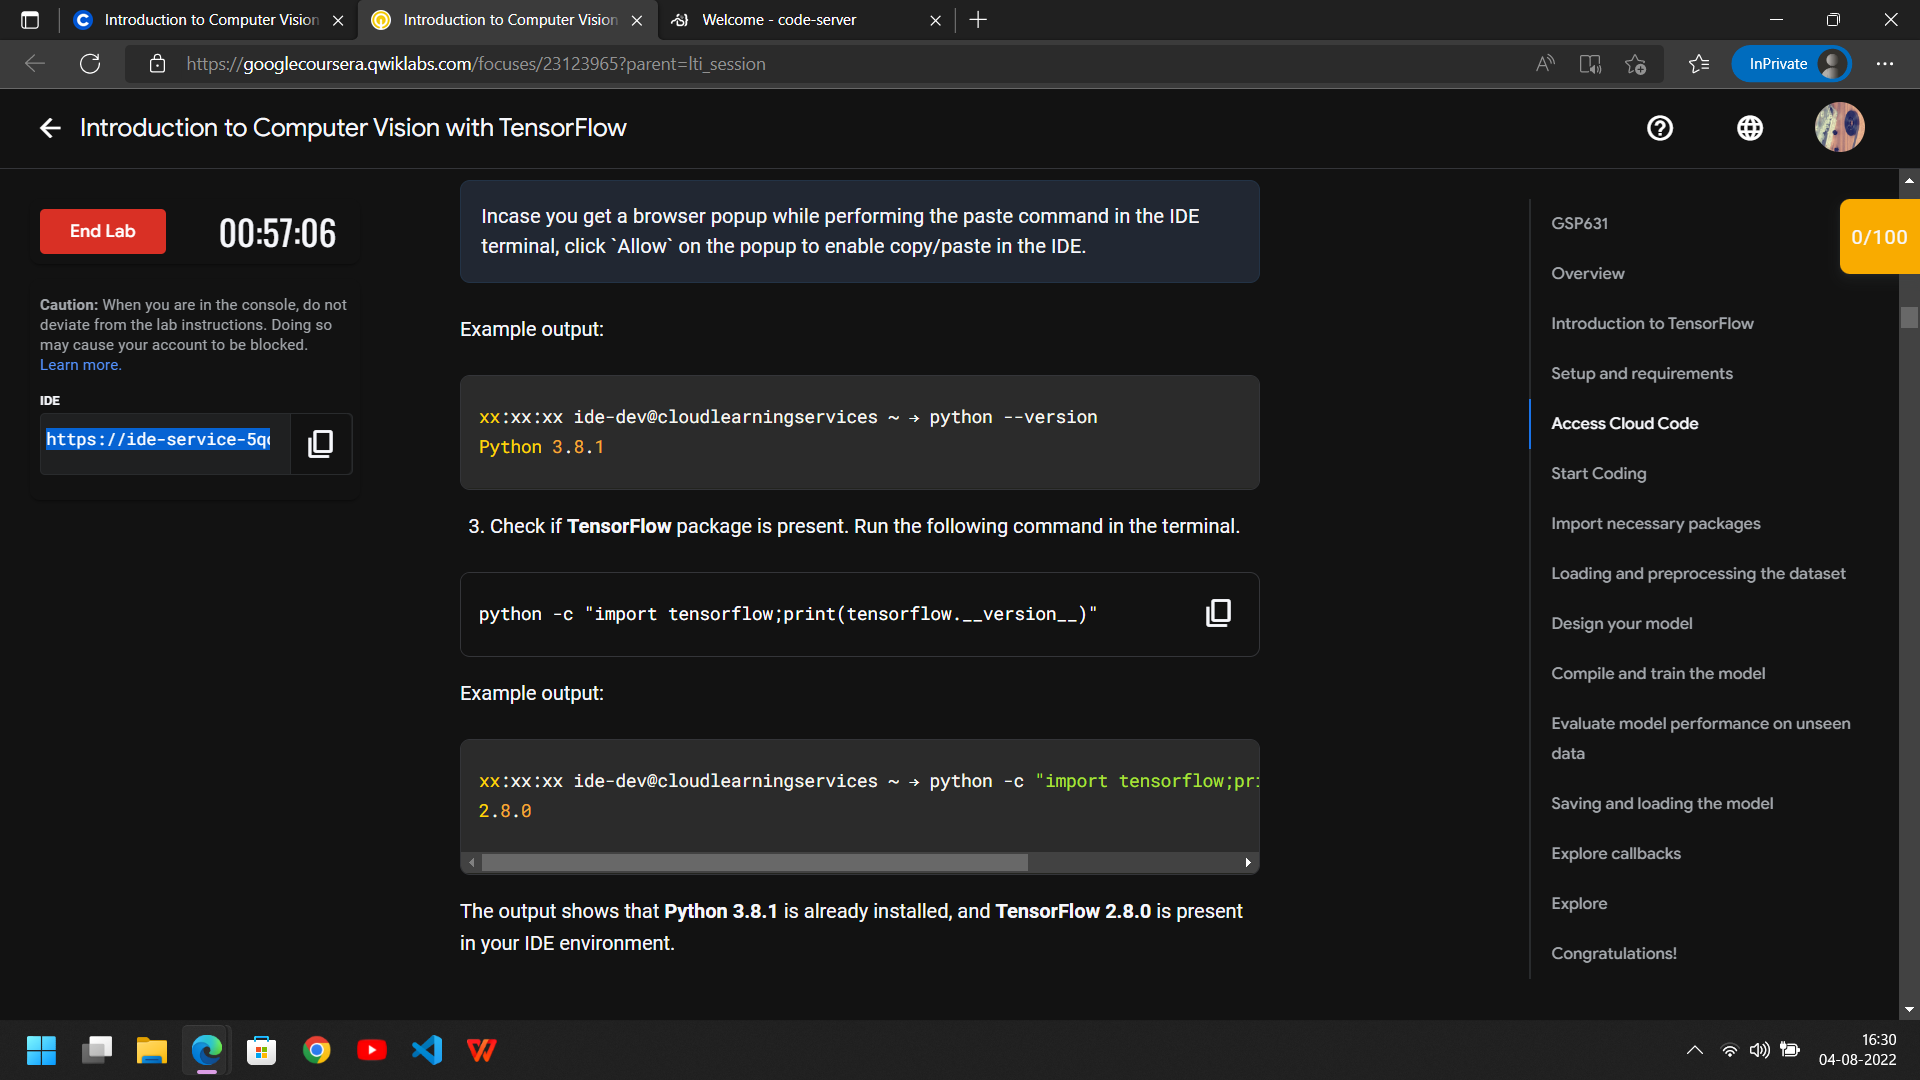 Introduction to Computer Vision
Introduction to Computer Vision
Welcome - code-server
https://googlecoursera.qwiklabs.com/focuses/23123965?parent=lti_session
InPrivate
Introduction to Computer Vision with TensorFlow
End Lab
00:57:06
Caution: When you are in the console, do not
deviate from the lab instructions. Doing so
may cause your account to be blocked.
Learn more.
IDE
https://ide-service-5q
Incase you get a browser popup while performing the paste command in the IDE
terminal, click `Allow` on the popup to enable copy/paste in the IDE.
Example output:
xx:xx:xx ide-dev@cloudlearningservices ~ → python --version
Python 3.8.1
3. Check if TensorFlow package is present. Run the following command in the terminal.
python -c "import tensorflow;print(tensorflow.__version__)"
Example output:
xx:xx:xx ide-dev@cloudlearningservices ~ → python -c "import tensorflow;pri
2.8.0
The output shows that Python 3.8.1 is already installed, and TensorFlow 2.8.0 is present
in your IDE environment.
GSP631
Overview
Introduction to TensorFlow
Setup and requirements
Access Cloud Code
Start Coding
Import necessary packages
Loading and preprocessing the dataset
Design your model
Compile and train the model
Evaluate model performance on unseen
data
Saving and loading the model
Explore callbacks
Explore
Congratulations!
0/100
16:30
04-08-2022